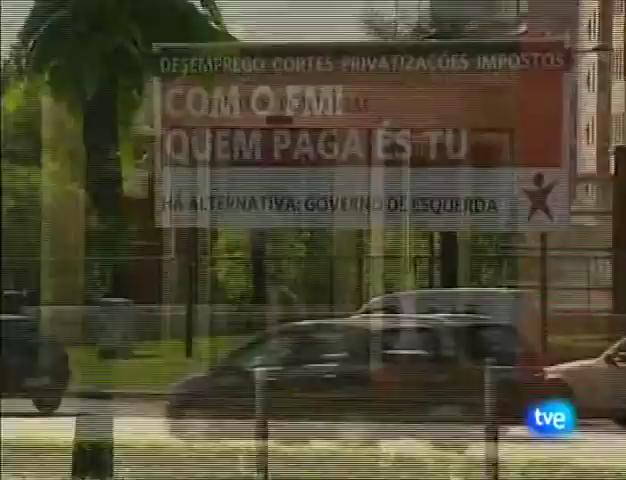 DESEMPREGO CORTES PRIVATIZAÇÕES IMPOSTOS
COM O FMI
QUEM PAGA ÉS TU
HÁ ALTERNATIVA: GOVERNO DE ESQUERDA
tve